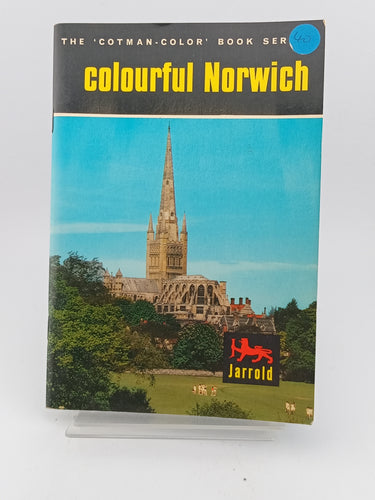 THE 'COTMAN-COLOR' BOOK SER
40
colourful Norwich
Jarrold